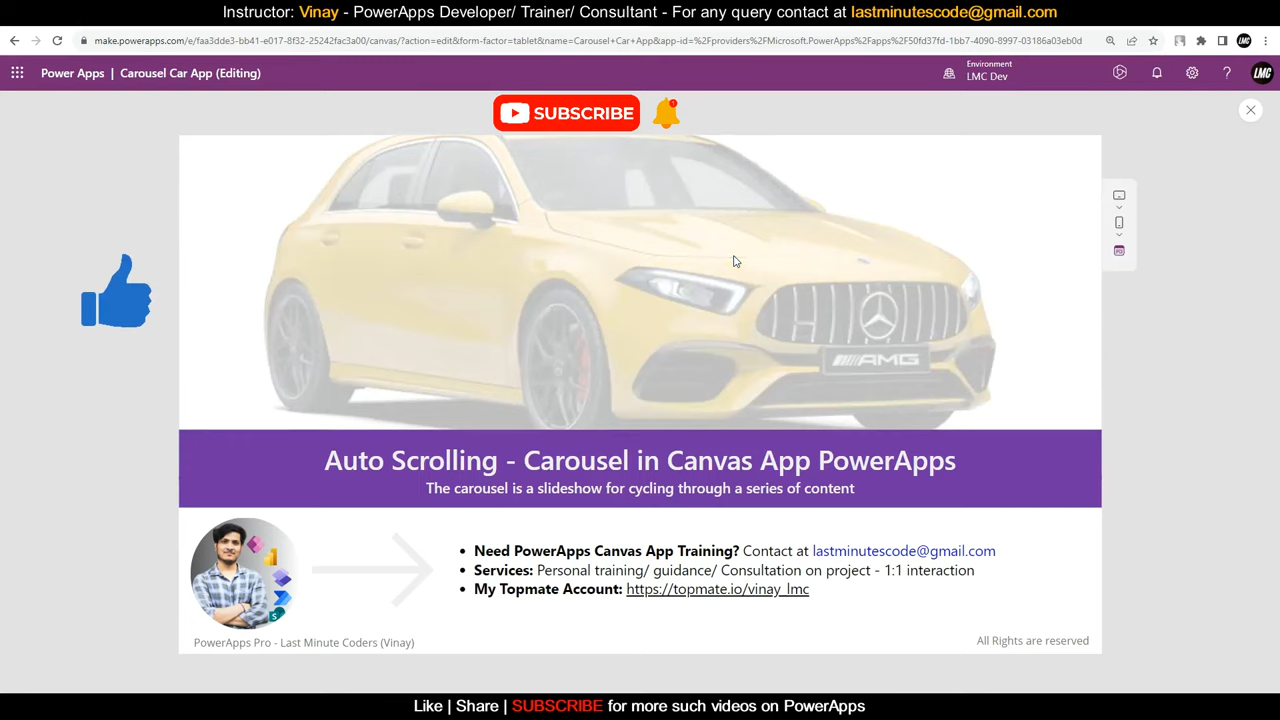 Instructor: Vinay - PowerApps Developer/ Trainer/ Consultant - For any query contact at lastminutescode@gmail.com
make.powerapps.com/e/faa3dde3-bb41-e017-8f32-25242fac3a00/canvas/?action=edit&form-factor=tablet&name=Carousel+Car+App&app-id=%2Fproviders%2FMicrosoft.PowerApps%2Fapps%2F50fd37fd-1bb7-4090-8997-03186a03eb0d
LMC
Power Apps | Carousel Car App (Editing)
Environment
LMC Dev
LMC
SUBSCRIBE
AMG
Auto Scrolling - Carousel in Canvas App PowerApps
The carousel is a slideshow for cycling through a series of content
• Need PowerApps Canvas App Training? Contact at lastminutescode@gmail.com
• Services: Personal training/ guidance/ Consultation on project - 1:1 interaction
• My Topmate Account: https://topmate.io/vinay_lmc
PowerApps Pro - Last Minute Coders (Vinay)
All Rights are reserved
Like | Share | SUBSCRIBE for more such videos on PowerApps